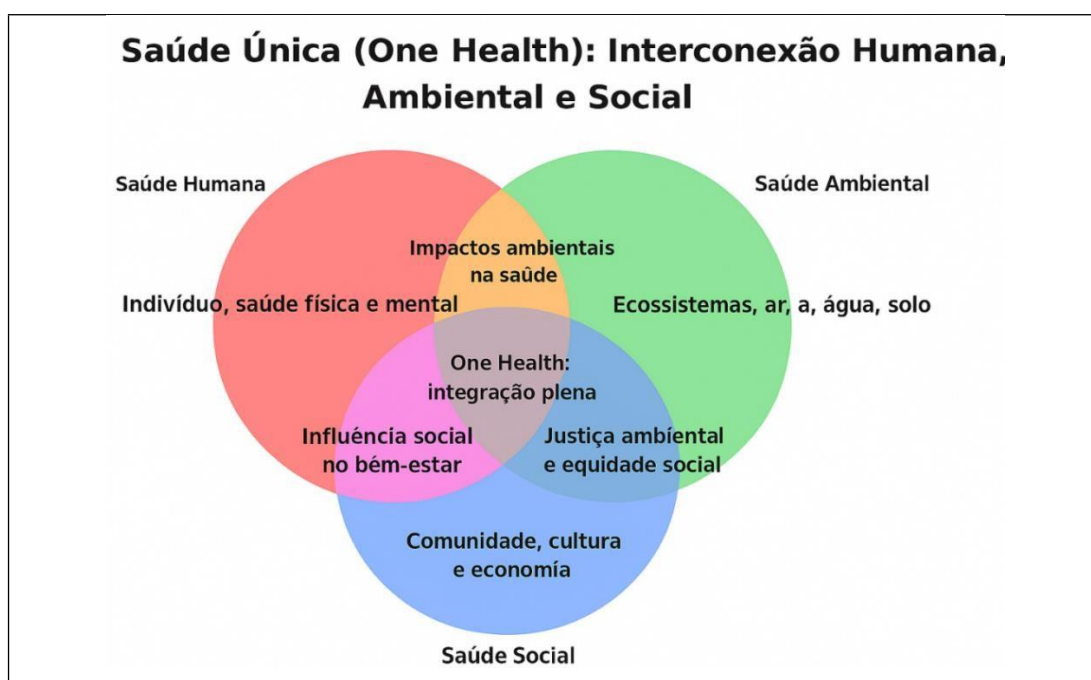 Saúde Única (One Health): Interconexão Humana,
Ambiental e Social
Saúde Humana
Saúde Ambiental
Impactos ambientais
na saûde
Indivíduo, saúde física e mental
Ecossistemas, ar, a, água, solo
One Health:
integração plena
Influéncia social
no bém-estar
Justiça ambíental
e equidade social
Comunidade, cultura
e economía
Saúde Social